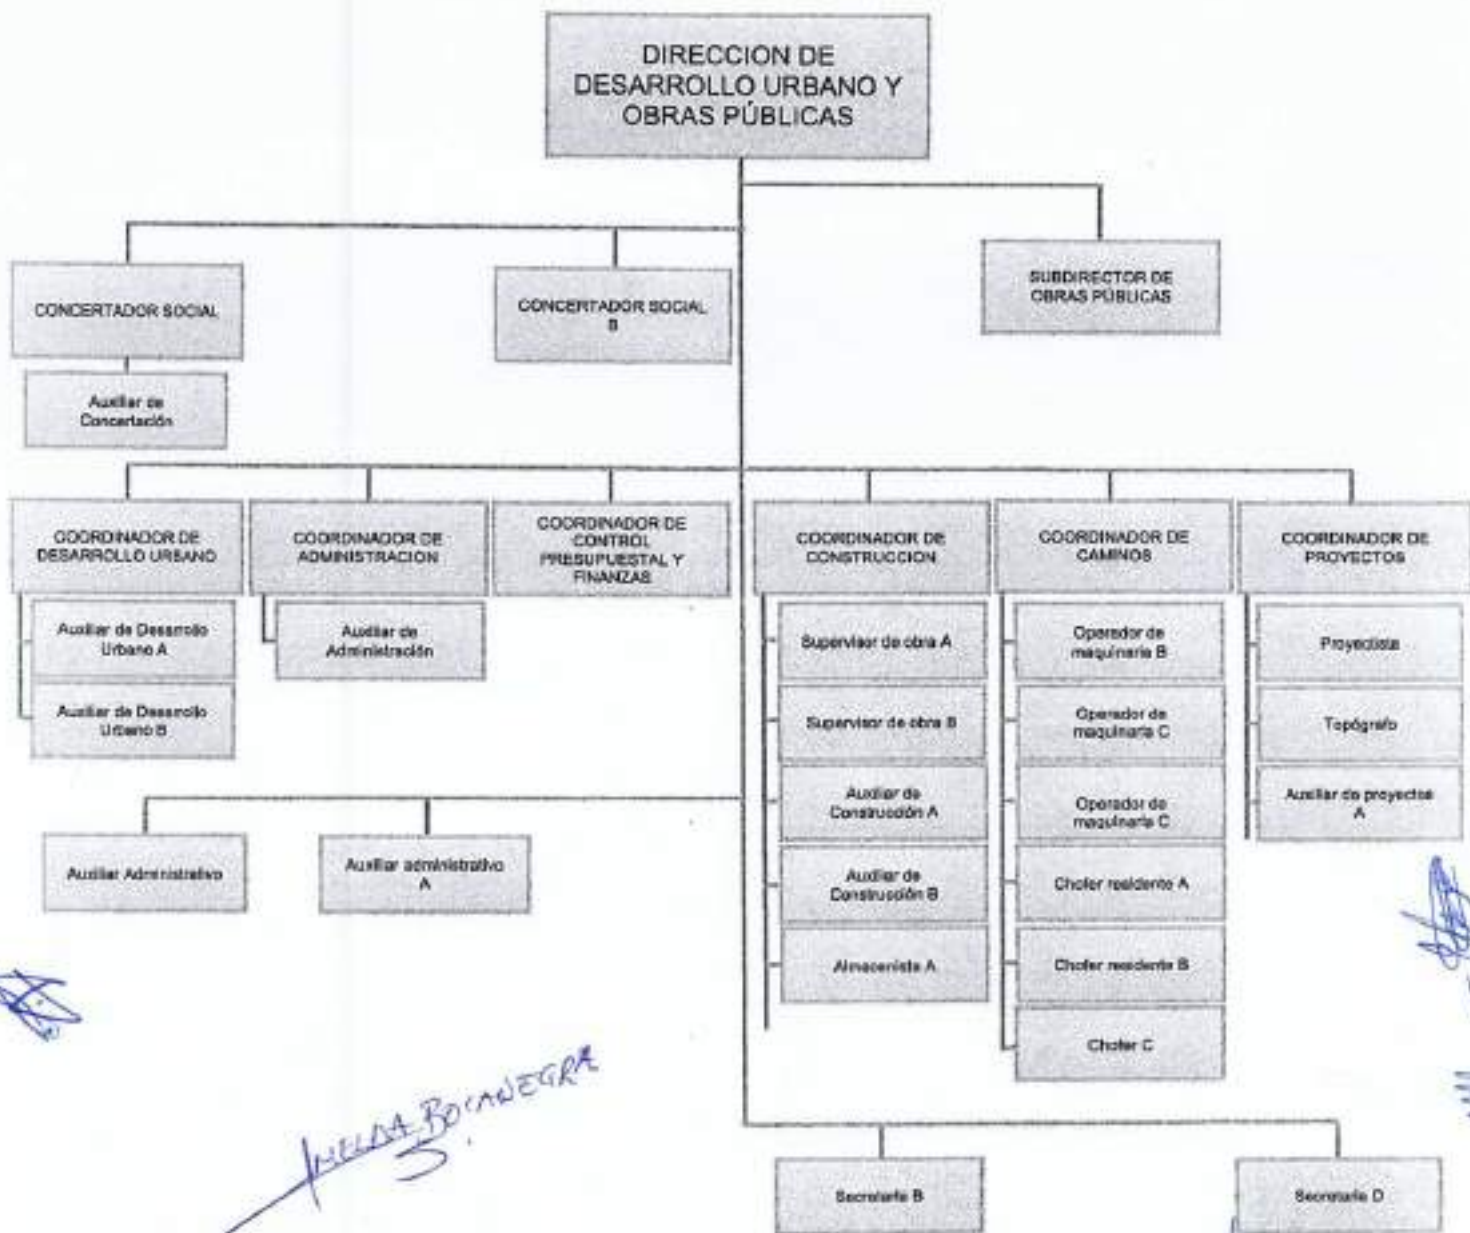 DIRECCION DE
DESARROLLO URBANO Y
OBRAS PÚBLICAS
CONCERTADOR SOCIAL
CONCERTADOR SOCIAL
B
SUBDIRECTOR DE
OBRAS PÚBLICAS
Auxiliar de
Concertación
COORDINADOR DE
DESARROLLO URBANO
COORDINADOR DE
ADMINISTRACION
COORDINADOR DE
CONTROL
PRESUPUESTAL Y
FINANZAS
COORDINADOR DE
CONSTRUCCION
COORDINADOR DE
CAMINOS
COORDINADOR DE
PROYECTOS
Auxiliar de Desarrollo
Urbano A
Auxiliar de Desarrollo
Urbano B
Auxiliar de
Administración
Supervisor de obra A
Supervisor de obra B
Auxiliar de
Construcción A
Auxiliar de
Construcción B
Almacenista A
Operador de
maquinaria B
Operador de
maquinaria C
Operador de
maquinaria C
Chofer residente A
Chofer residente B
Chofer C
Proyectista
Topógrafo
Auxiliar de proyectos
A
Auxiliar Administrativo
Auxiliar administrativo
A
BOCANEGRA
Secretaria B
Secretaria D